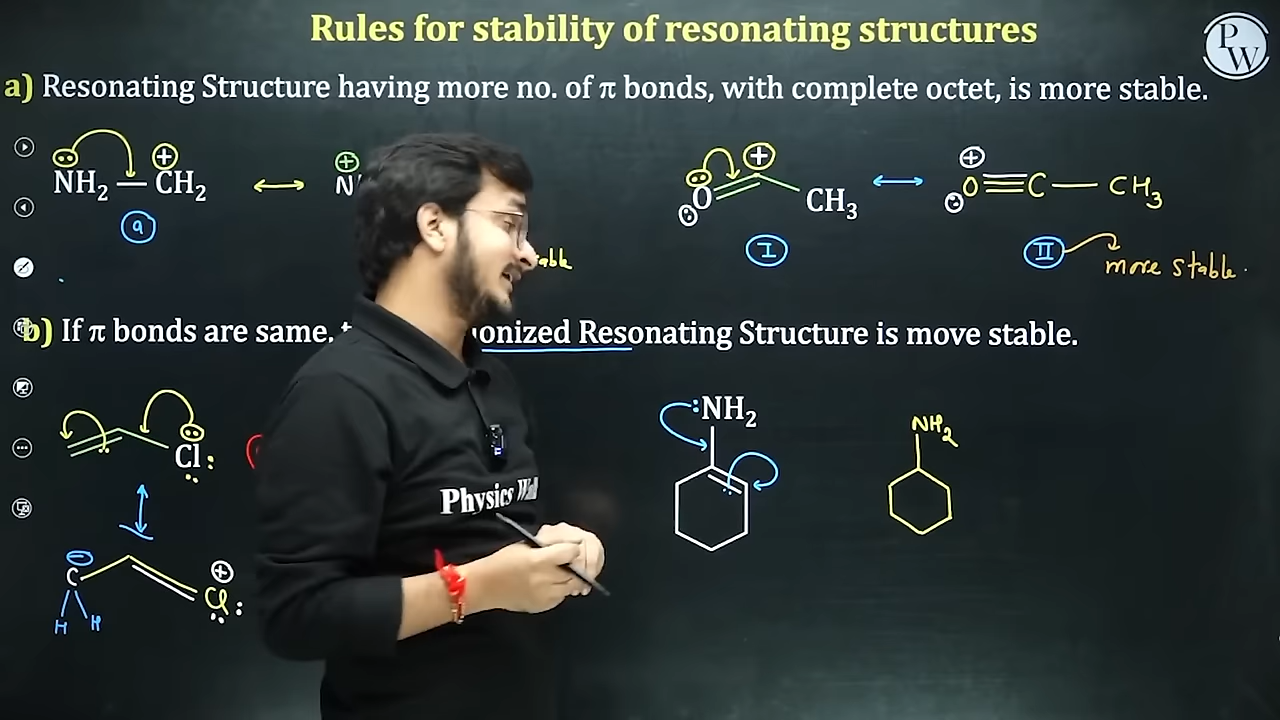 Rules for stability of resonating structures
PW
a) Resonating Structure having more no. of π bonds, with complete octet, is more stable.
NH₂ — CH₂ ⊕ ↔
⊕ N
a
O = ⊕ CH₃ ↔ ⊕ O ≡ C — CH₃
I
II more stable.
b) If π bonds are same, Resonating Structure is move stable.
Cl
⊖ C H H
⊕ Cl
:NH₂
NH₂
Physics